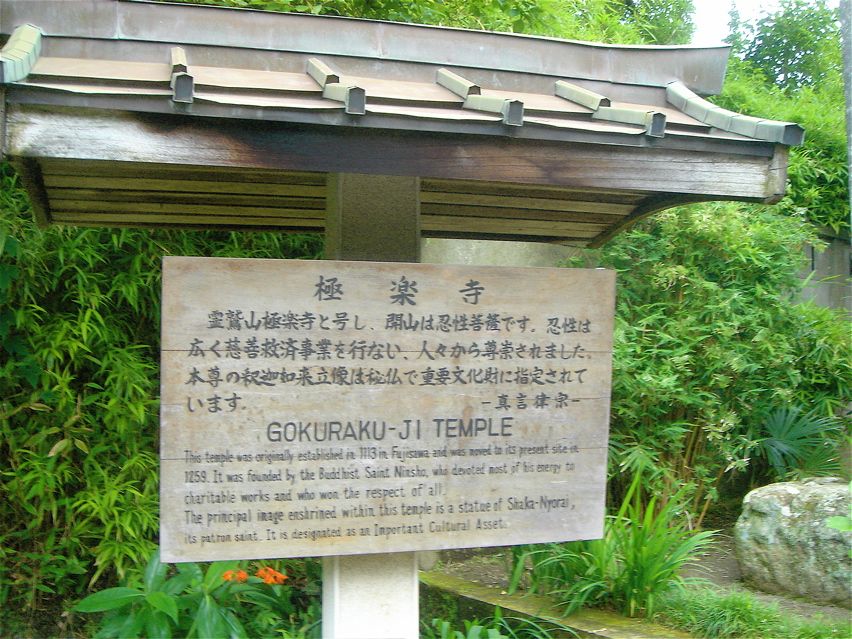 極楽寺
霊鷲山極楽寺と号し、開山は忍性菩薩です。忍性は
広く慈善救済事業を行ない、人々から尊崇されました。
本尊の釈迦如来立像は秘仏で重要文化財に指定されて
います。 -真言律宗-
GOKURAKU-JI TEMPLE
This temple was originally established in 1113 in Fujisawa and was moved to its present site in
1259. It was founded by the Buddhist Saint Ninsho, who devoted most of his energy to
charitable works and who won the respect of all.
The principal image enshrined within this temple is a statue of Shaka-Nyorai,
its patron saint. It is designated as an Important Cultural Asset.